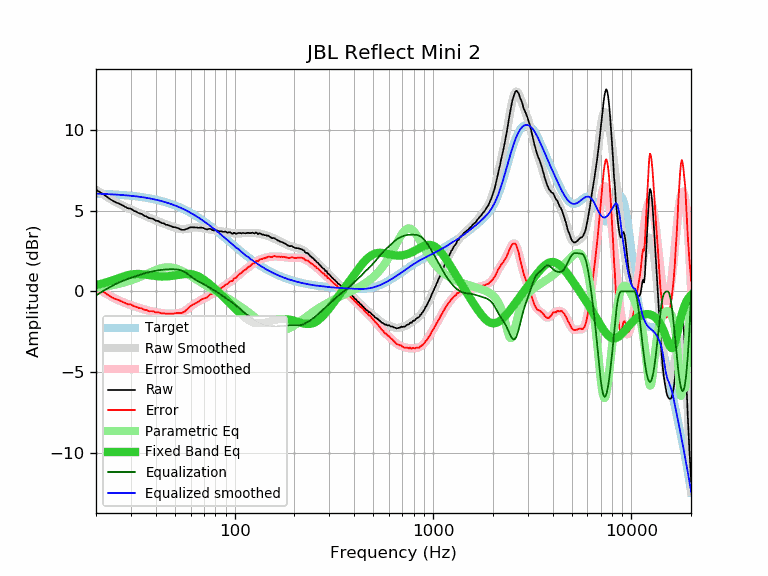 JBL Reflect Mini 2
10
5
0
−5
−10
Amplitude (dBr)
Target
Raw Smoothed
Error Smoothed
Raw
Error
Parametric Eq
Fixed Band Eq
Equalization
Equalized smoothed
100
1000
10000
Frequency (Hz)